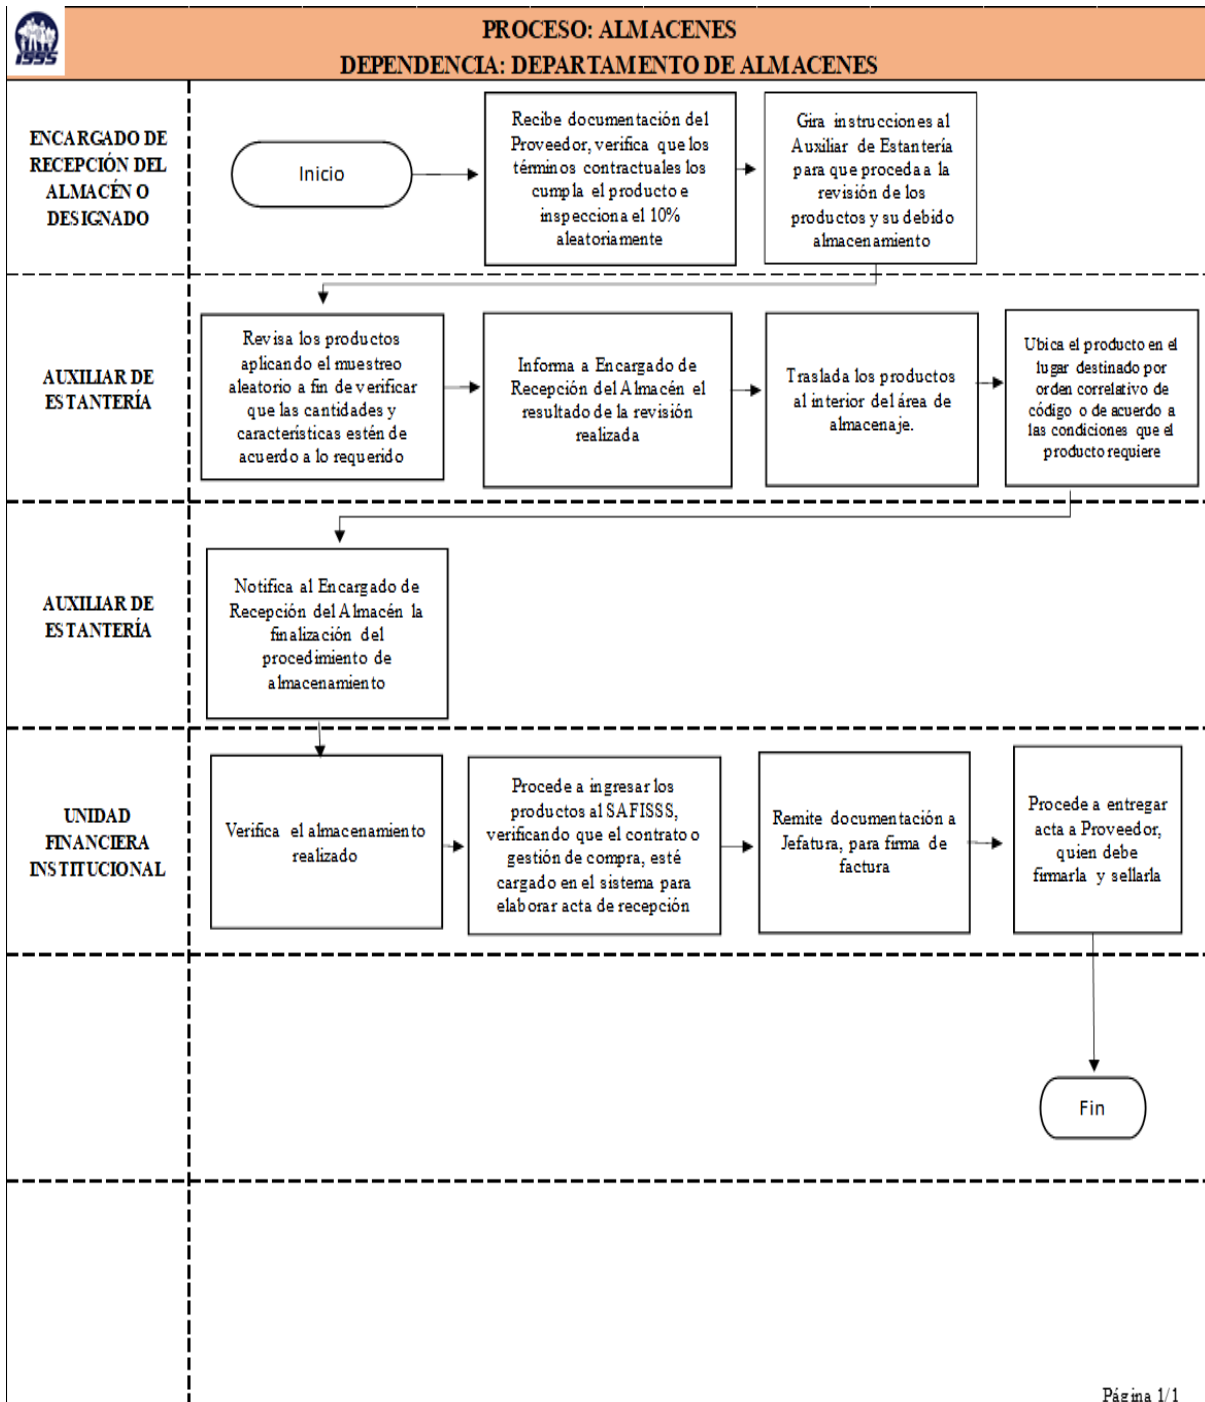 ISSS
PROCESO: ALMACENES
DEPENDENCIA: DEPARTAMENTO DE ALMACENES
ENCARGADO DE
RECEPCIÓN DEL
ALMACÉN O
DESIGNADO
Inicio
Recibe documentación del
Proveedor, verifica que los
términos contractuales los
cumpla el producto e
inspecciona el 10%
aleatoriamente
Gira instrucciones al
Auxiliar de Estantería
para que proceda a la
revisión de los
productos y su debido
almacenamiento
AUXILIAR DE
ESTANTERÍA
Revisa los productos
aplicando el muestreo
aleatorio a fin de verificar
que las cantidades y
características estén de
acuerdo a lo requerido
Informa a Encargado de
Recepción del Almacén el
resultado de la revisión
realizada
Traslada los productos
al interior del área de
almacenaje.
Ubica el producto en el
lugar destinado por
orden correlativo de
código o de acuerdo a
las condiciones que el
producto requiere
AUXILIAR DE
ESTANTERÍA
Notifica al Encargado de
Recepción del Almacén la
finalización del
procedimiento de
almacenamiento
UNIDAD
FINANCIERA
INSTITUCIONAL
Verifica el almacenamiento
realizado
Procede a ingresar los
productos al SAFISSS,
verificando que el contrato o
gestión de compra, esté
cargado en el sistema para
elaborar acta de recepción
Remite documentación a
Jefatura, para firma de
factura
Procede a entregar
acta a Proveedor,
quien debe
firmarla y sellarla
Fin
Página 1/1